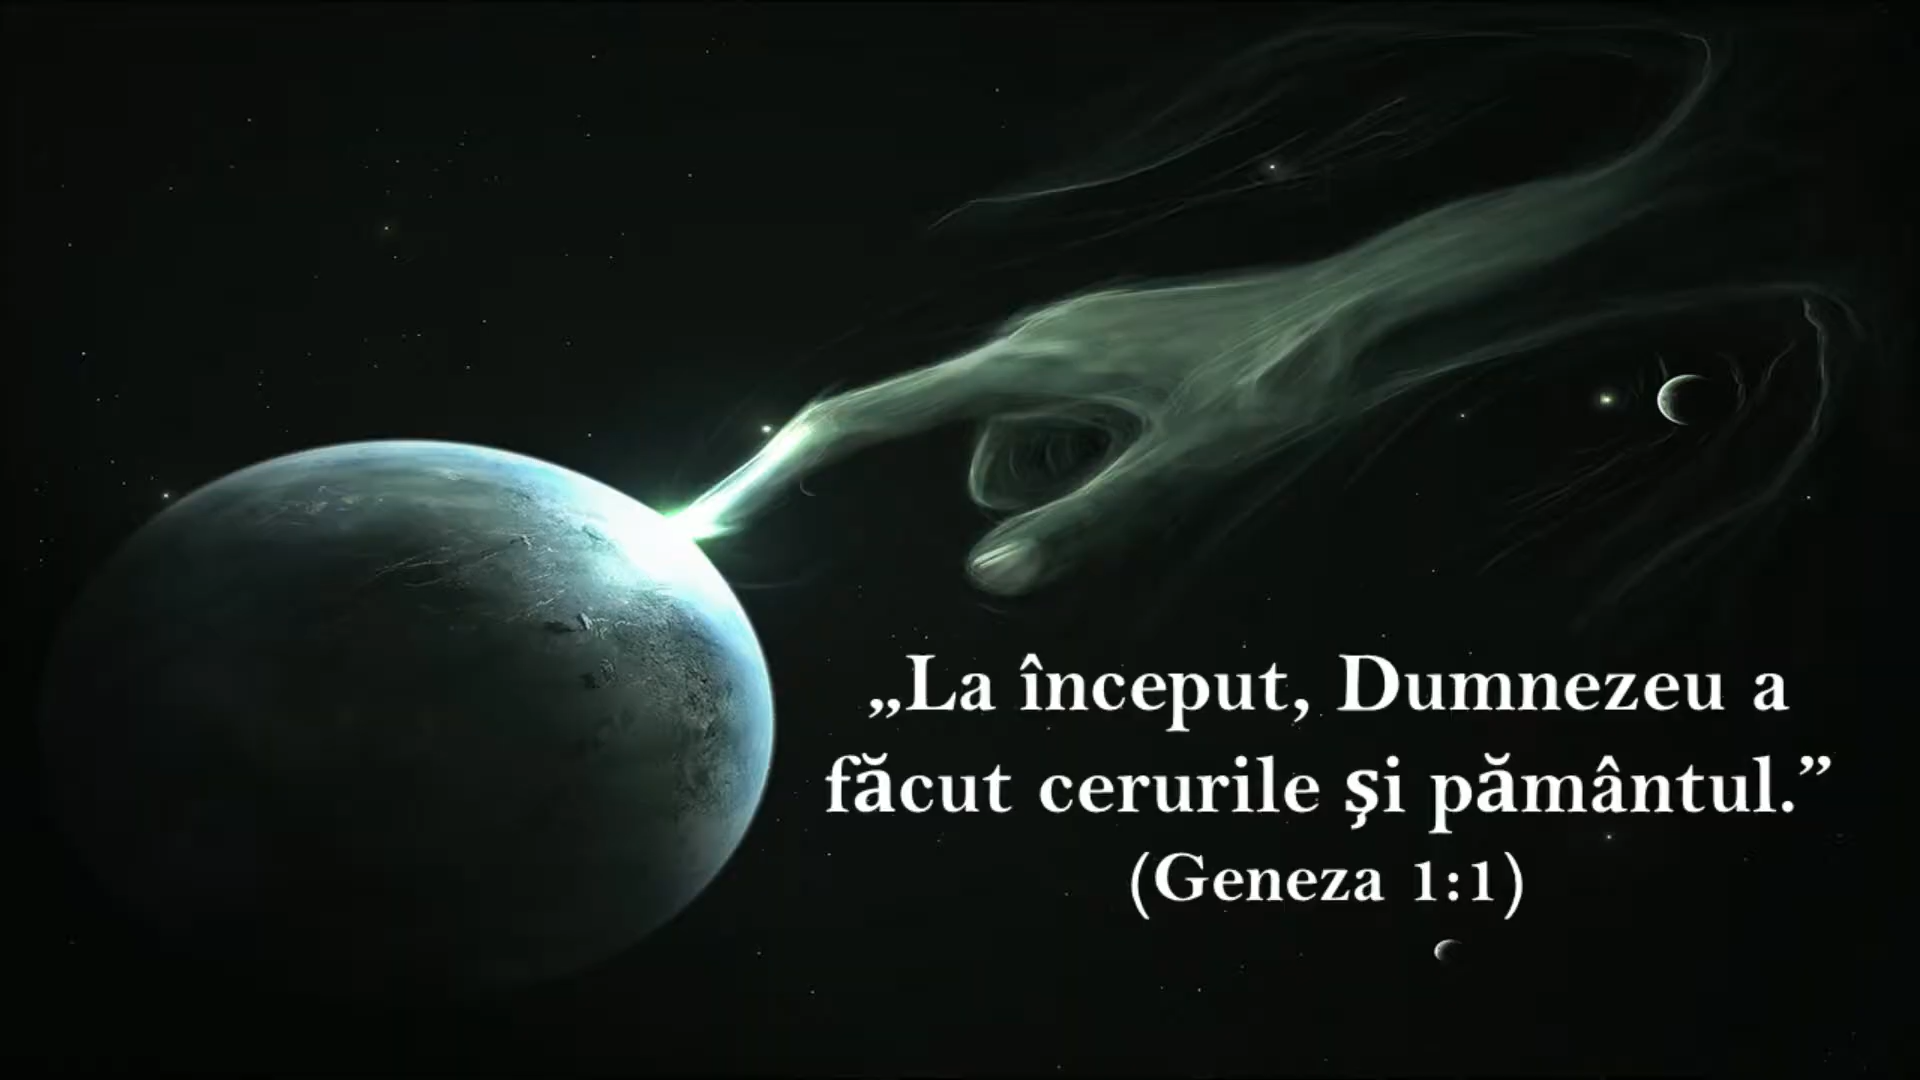 „La început, Dumnezeu a
făcut cerurile şi pământul.”
(Geneza 1:1)